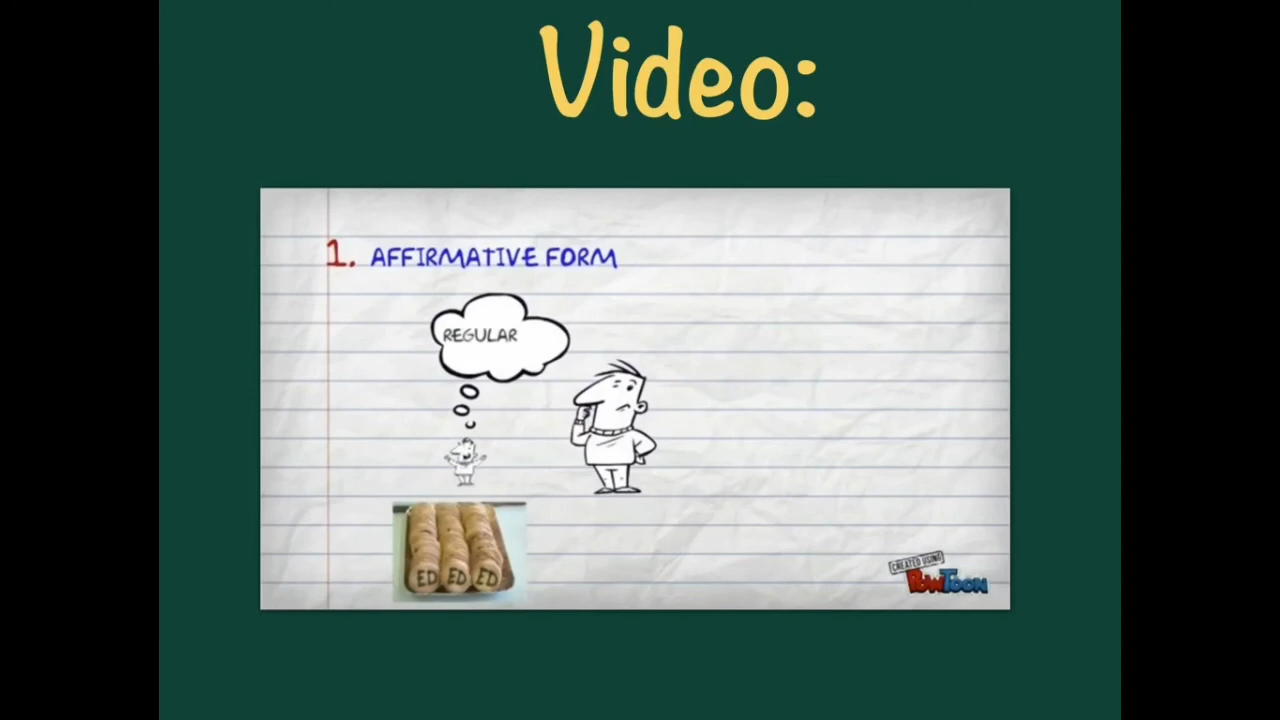 Video:
1. AFFIRMATIVE FORM
REGULAR
ED ED ED
CREATED USING
POWTOON